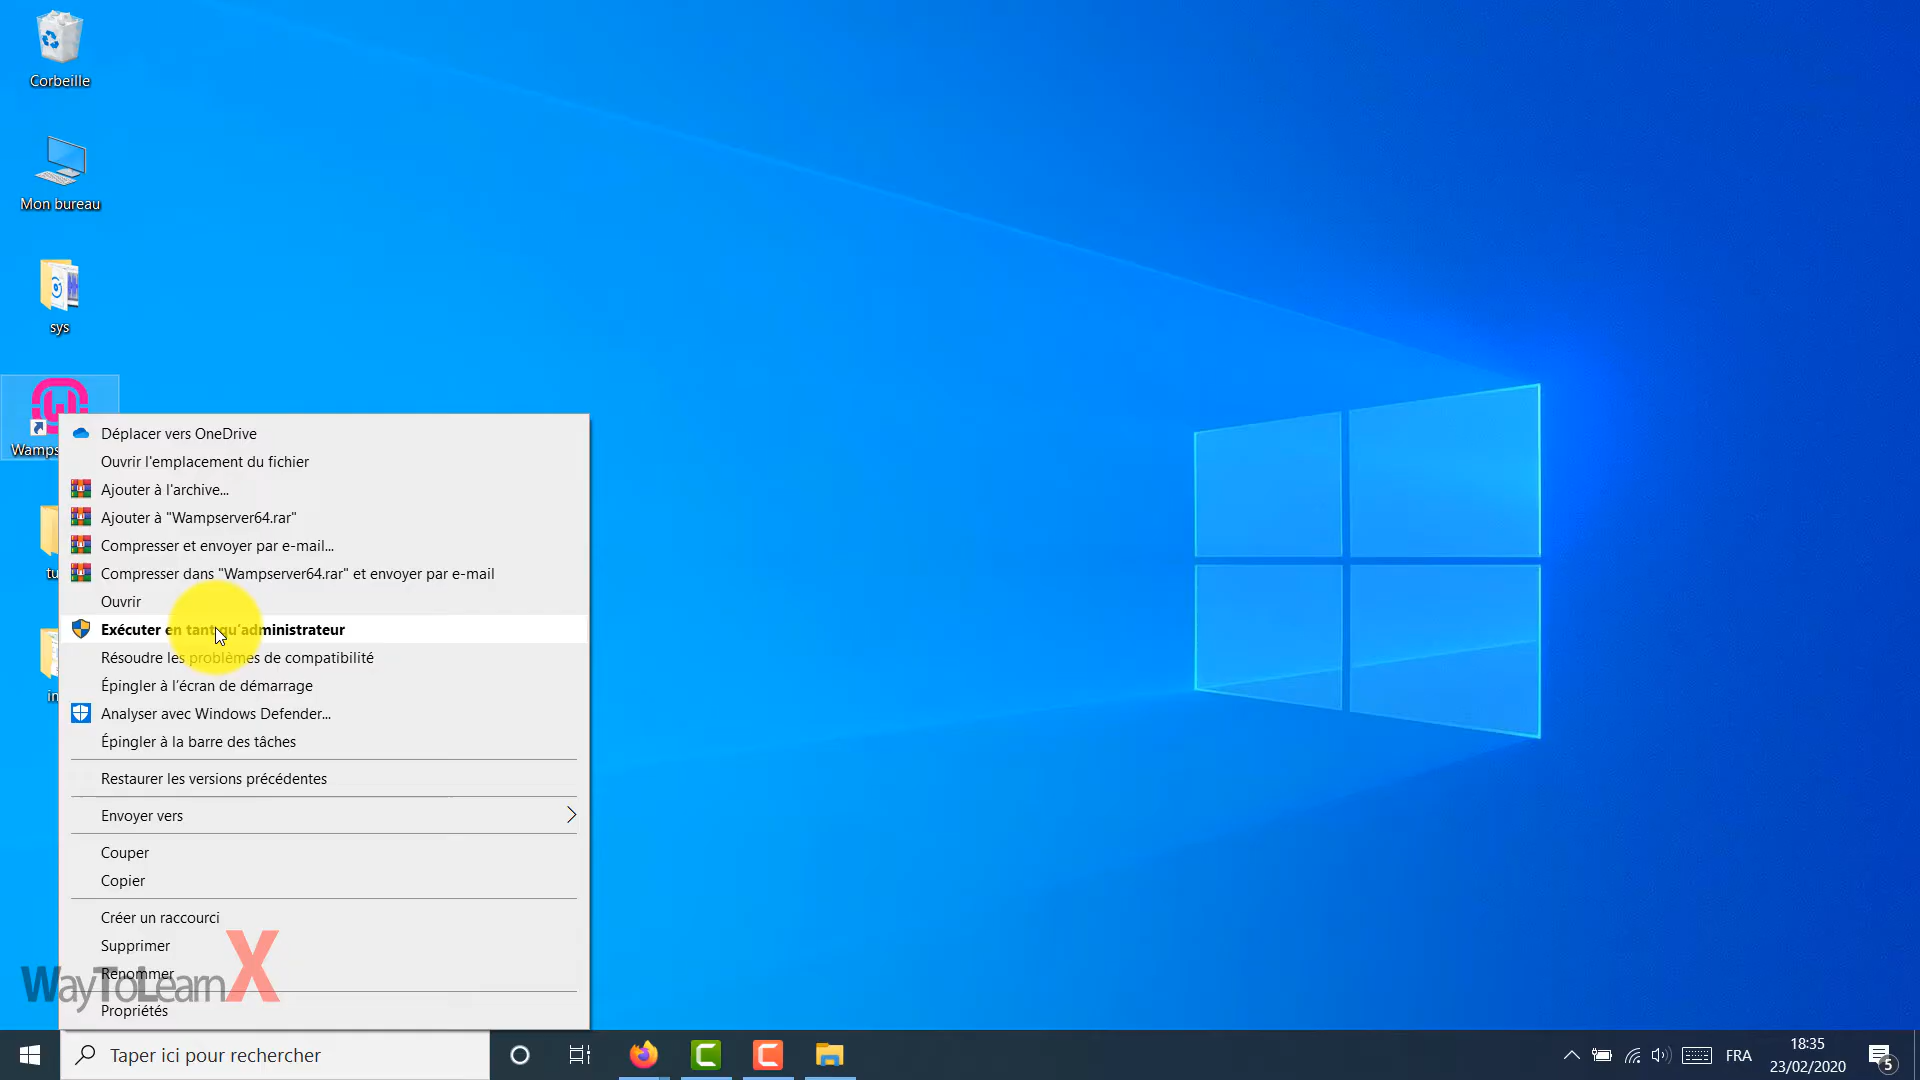 Corbeille
Mon bureau
sys
Wamps
tu
in
Déplacer vers OneDrive
Ouvrir l'emplacement du fichier
Ajouter à l'archive...
Ajouter à "Wampserver64.rar"
Compresser et envoyer par e-mail...
Compresser dans "Wampserver64.rar" et envoyer par e-mail
Ouvrir
Exécuter en tant qu'administrateur
Résoudre les problèmes de compatibilité
Épingler à l'écran de démarrage
Analyser avec Windows Defender...
Épingler à la barre des tâches
Restaurer les versions précédentes
Envoyer vers
Couper
Copier
Créer un raccourci
Supprimer
Renommer
Propriétés
WayToLearnX
Taper ici pour rechercher
FRA
18:35
23/02/2020
5